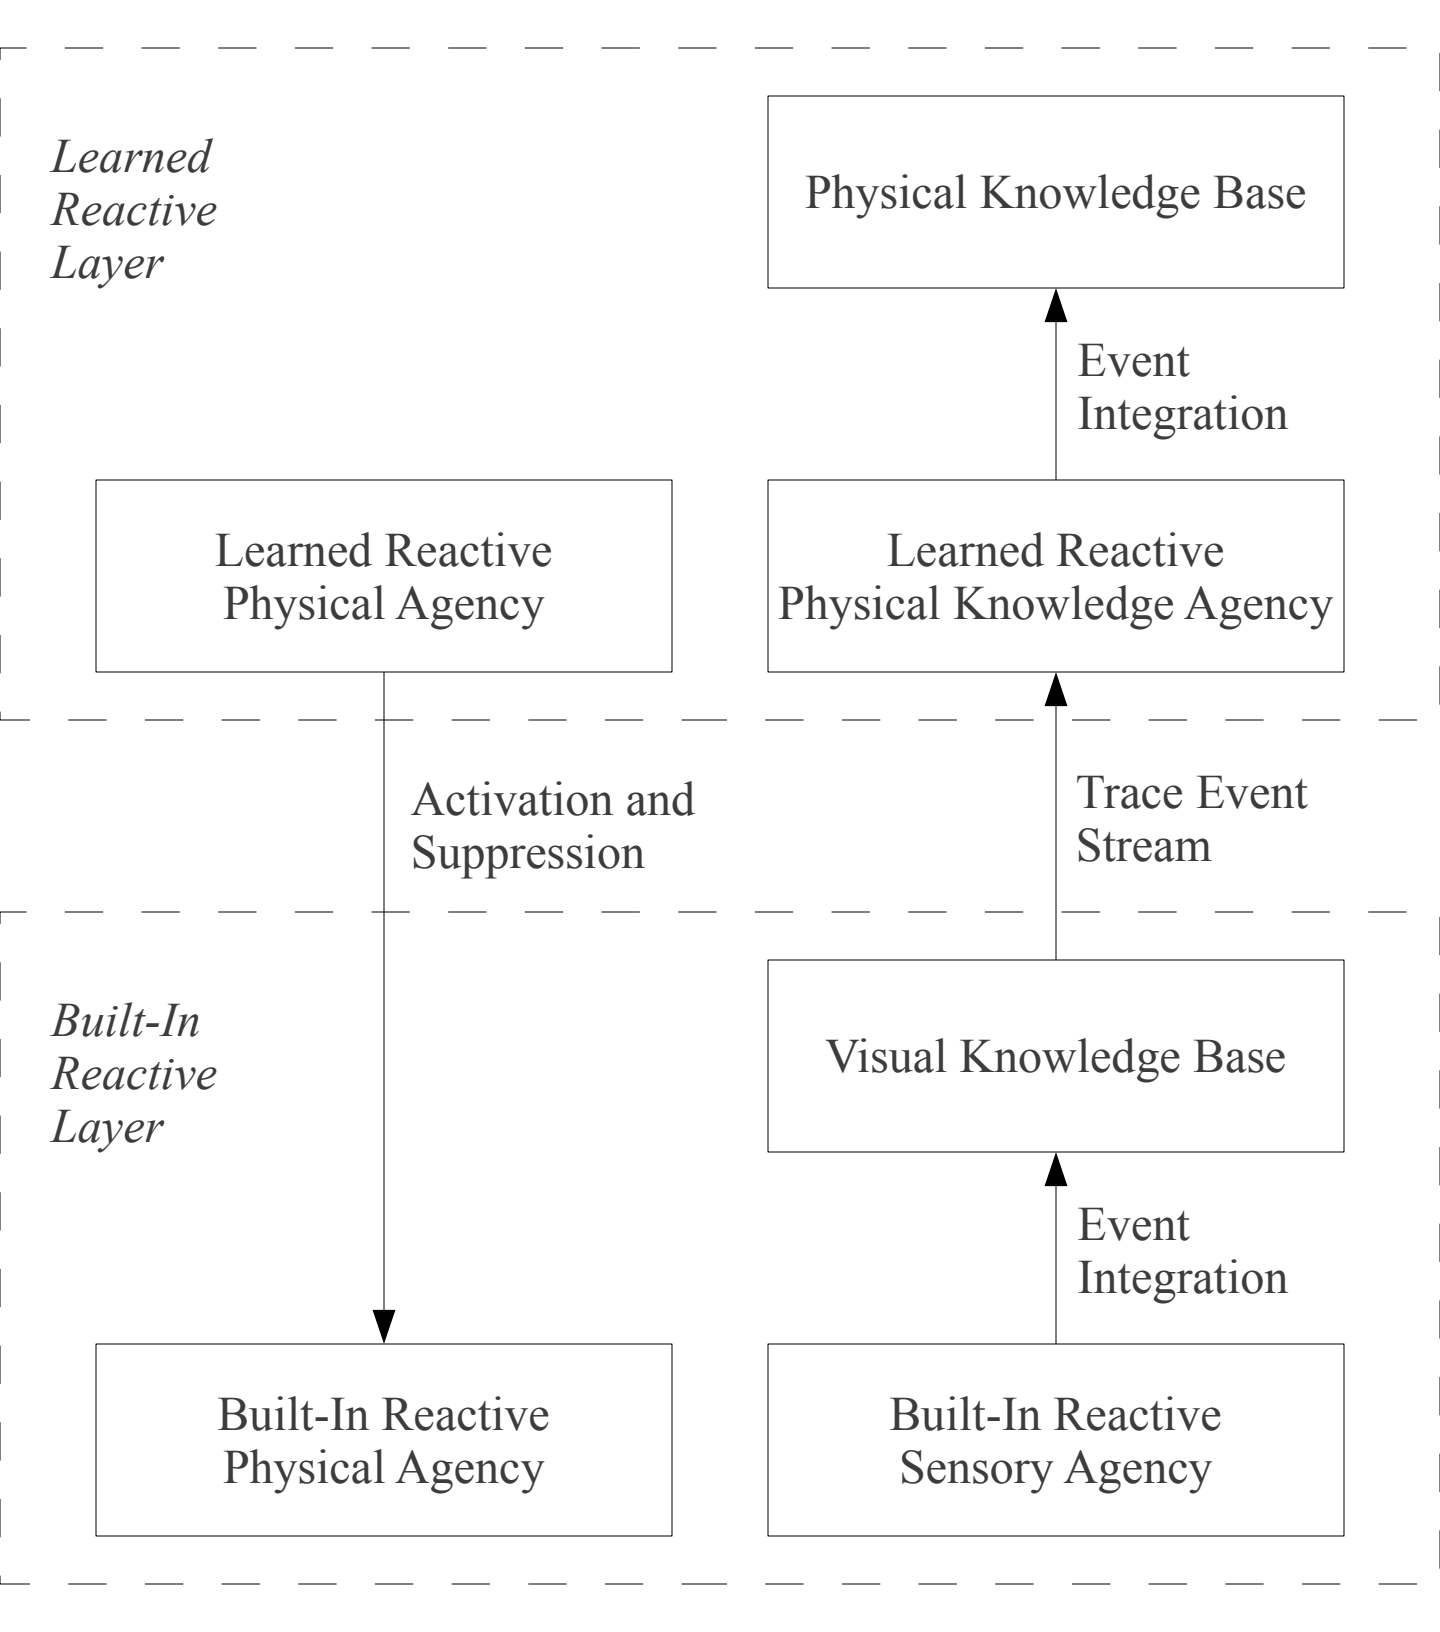 Learned
Reactive
Layer
Physical Knowledge Base
Event
Integration
Learned Reactive
Physical Agency
Learned Reactive
Physical Knowledge Agency
Activation and
Suppression
Trace Event
Stream
Built-In
Reactive
Layer
Visual Knowledge Base
Event
Integration
Built-In Reactive
Physical Agency
Built-In Reactive
Sensory Agency